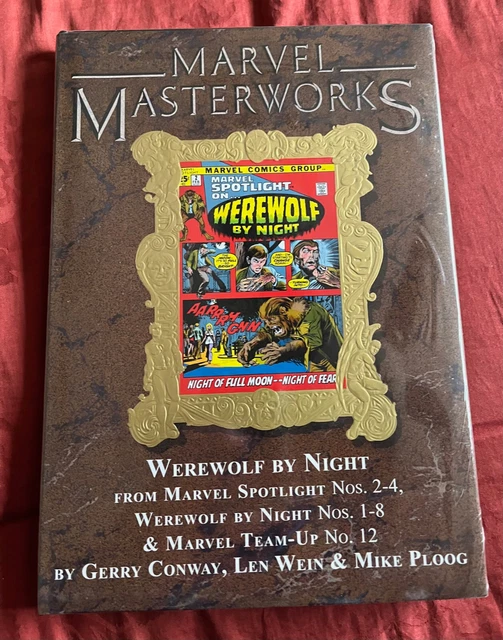 MARVEL
MASTERWORKS
MARVEL COMICS GROUP
2
MARVEL
SPOTLIGHT
ON...
WEREWOLF
BY NIGHT
NIGHT OF FULL MOON--NIGHT OF FEAR
WEREWOLF BY NIGHT
FROM MARVEL SPOTLIGHT NOS. 2-4,
WEREWOLF BY NIGHT NOS. 1-8
& MARVEL TEAM-UP NO. 12
BY GERRY CONWAY, LEN WEIN & MIKE PLOOG